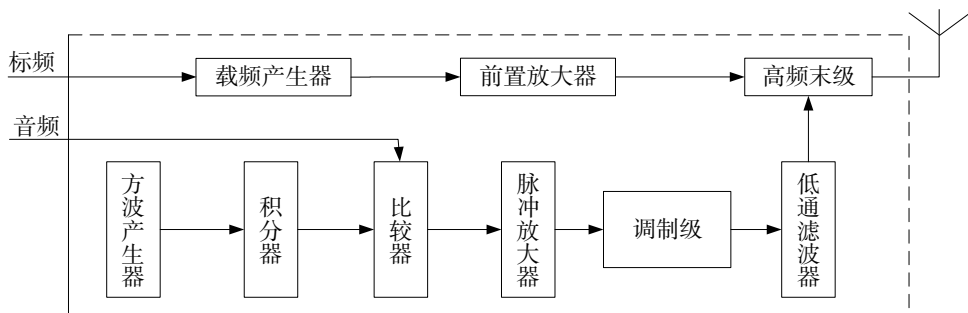 标频
载频产生器
前置放大器
高频末级
音频
方波产生器
积分器
比较器
脉冲放大器
调制级
低通滤波器